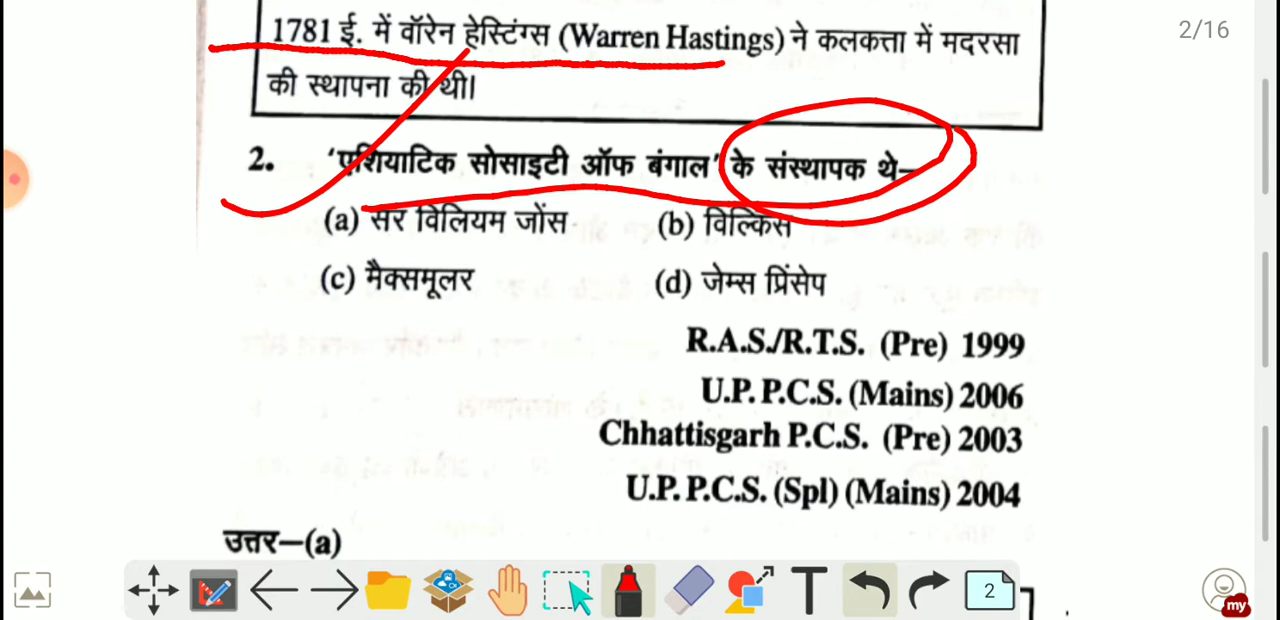 2/16
1781 ई. में वॉरेन हेस्टिंग्स (Warren Hastings) ने कलकत्ता में मदरसा
की स्थापना की थी।
2. 'एशियाटिक सोसाइटी ऑफ बंगाल' के संस्थापक थे–
(a) सर विलियम जोंस (b) विल्किंस
(c) मैक्समूलर (d) जेम्स प्रिंसेप
R.A.S./R.T.S. (Pre) 1999
U.P. P.C.S. (Mains) 2006
Chhattisgarh P.C.S. (Pre) 2003
U.P. P.C.S. (Spl) (Mains) 2004
उत्तर–(a)
T 2
my